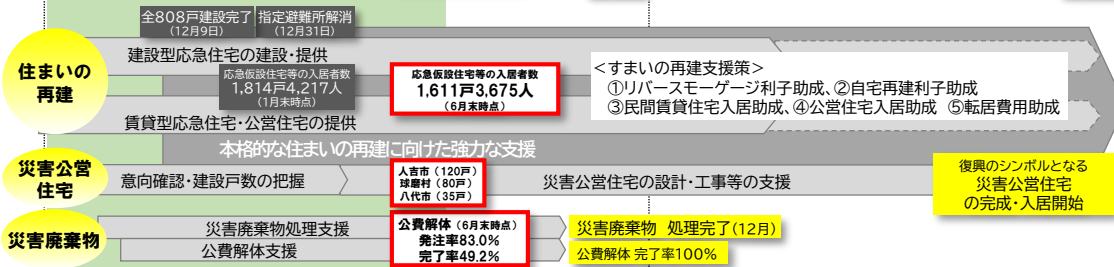 全808戸建設完了
(12月9日)
指定避難所解消
(12月31日)
住まいの
再建
建設型応急住宅の建設・提供
応急仮設住宅等の入居者数
1,814戸4,217人
(1月末時点)
応急仮設住宅等の入居者数
1,611戸3,675人
(6月末時点)
<すまいの再建支援策>
①リバースモーゲージ利子助成、②自宅再建利子助成
③民間賃貸住宅入居助成、④公営住宅入居助成 ⑤転居費用助成
賃貸型応急住宅・公営住宅の提供
本格的な住まいの再建に向けた強力な支援
災害公営
住宅
意向確認・建設戸数の把握
人吉市(120戸)
球磨村(80戸)
八代市(35戸)
災害公営住宅の設計・工事等の支援
復興のシンボルとなる
災害公営住宅
の完成・入居開始
災害廃棄物
災害廃棄物処理支援
公費解体支援
公費解体(6月末時点)
発注率83.0%
完了率49.2%
災害廃棄物 処理完了(12月)
公費解体 完了率100%